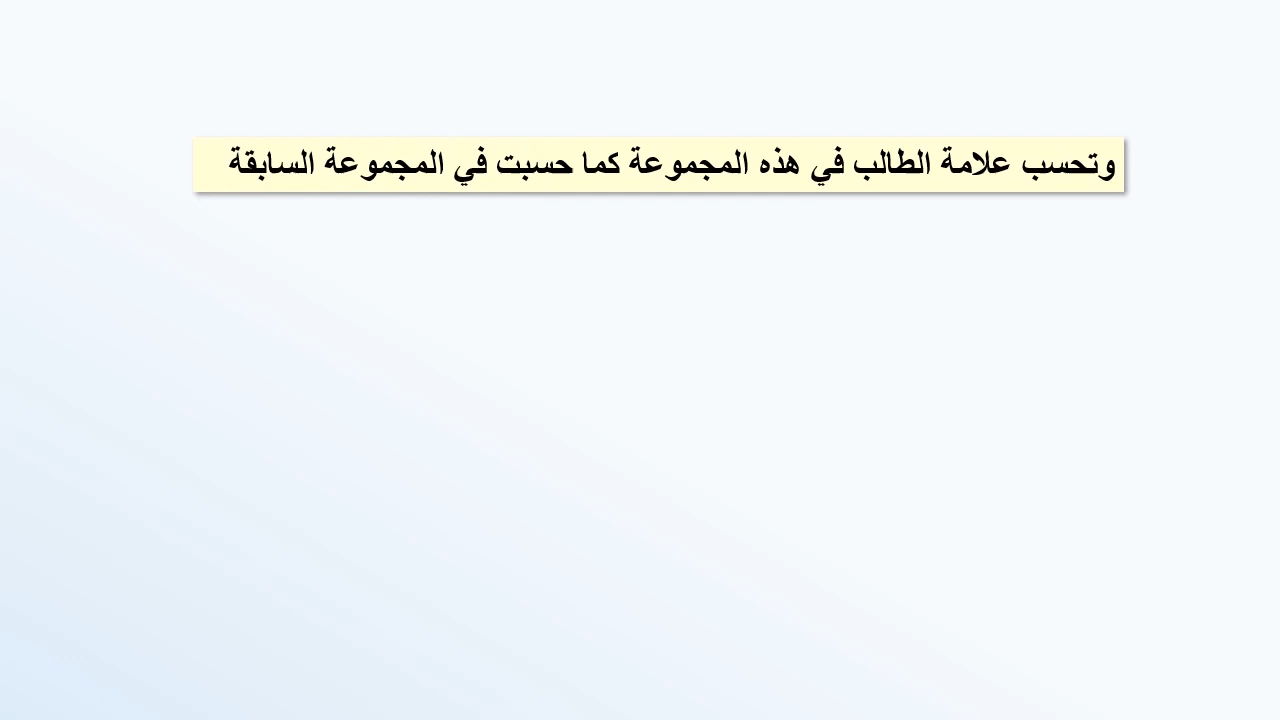 وتحسب علامة الطالب في هذه المجموعة كما حسبت في المجموعة السابقة